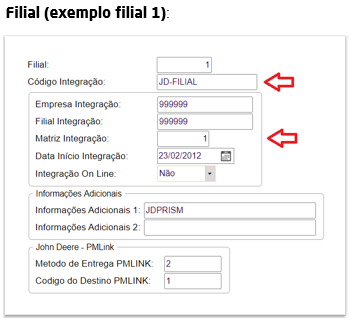 Filial (exemplo filial 1):
Filial: 1
Código Integração: JD-FILIAL
Empresa Integração: 999999
Filial Integração: 999999
Matriz Integração: 1
Data Início Integração: 23/02/2012
Integração On Line: Não
Informações Adicionais
Informações Adicionais 1: JDPRISM
Informações Adicionais 2:
John Deere - PMLink
Metodo de Entrega PMLINK: 2
Codigo do Destino PMLINK: 1